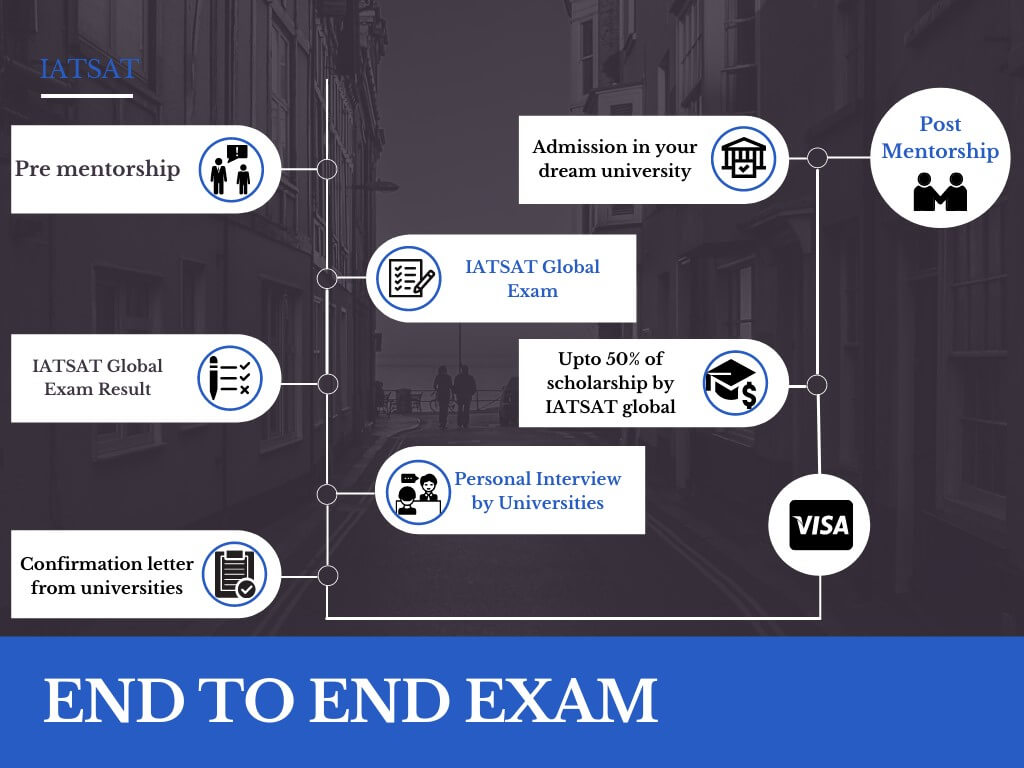 IATSAT
Pre mentorship
IATSAT Global
Exam
IATSAT Global
Exam Result
Personal Interview
by Universities
Confirmation letter
from universities
VISA
Upto 50% of
scholarship by
IATSAT global
Admission in your
dream university
Post
Mentorship
END TO END EXAM